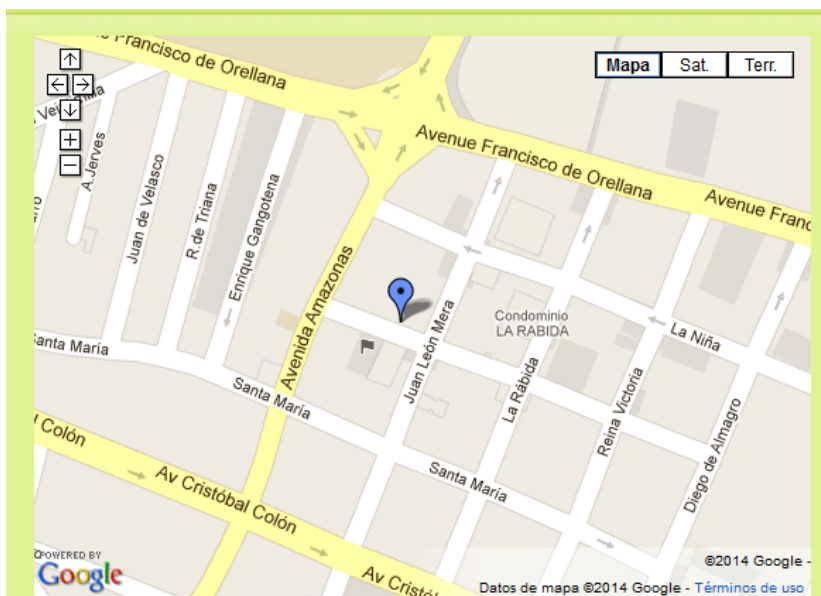 e Francisco de Orellana
Mapa
Sat.
Terr.
A.Jerves
Juan de Velasco
R.de Triana
Enrique Gangotena
Avenue Francisco de Orellana
Avenue Franc
Avenida Amazonas
Juan León Mera
Condominio
LA RABIDA
La Niña
La Rábida
Reina Victoria
Diego de Almagro
Santa María
Santa María
Santa María
Colón
Av Cristóbal Colón
Av Cristó
POWERED BY
Google
©2014 Google -
Datos de mapa ©2014 Google - Términos de uso